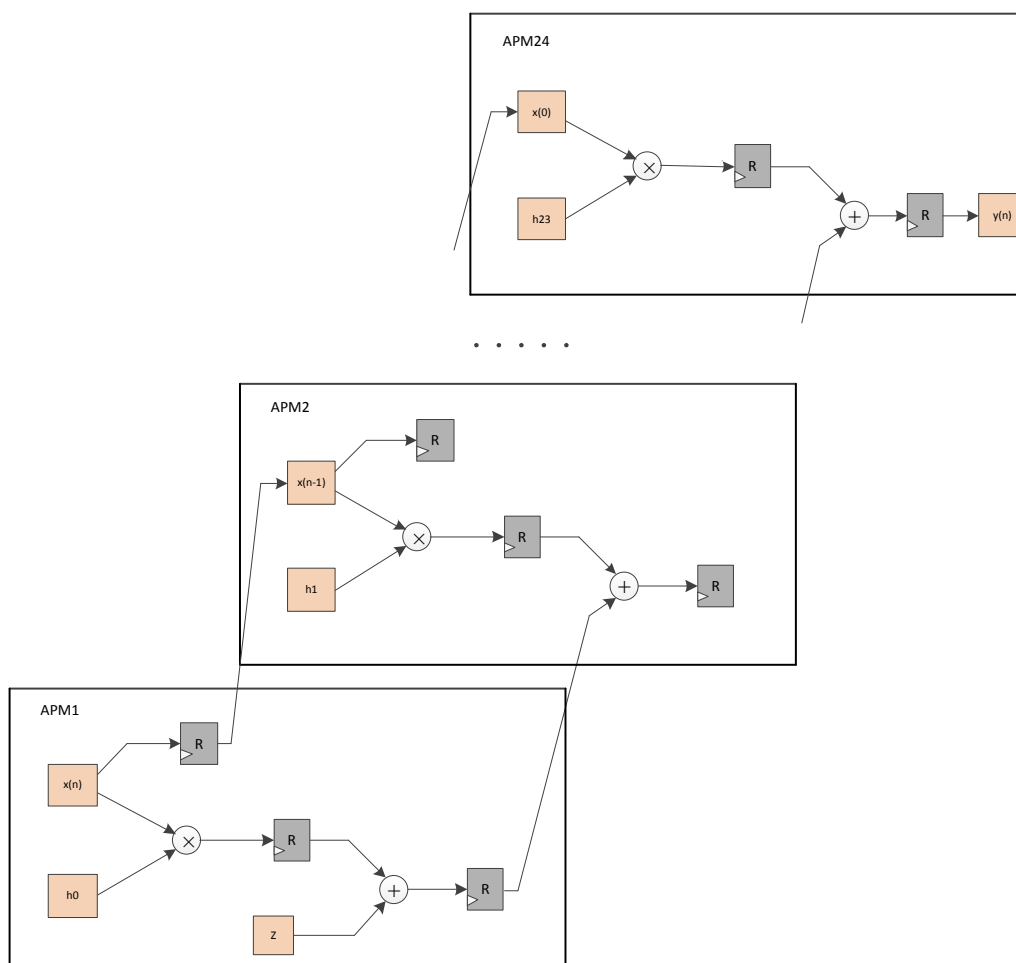 APM24
x(0)
R
h23
R
y(n)
. . . . .
APM2
R
x(n-1)
R
h1
R
APM1
R
x(n)
R
h0
R
Z